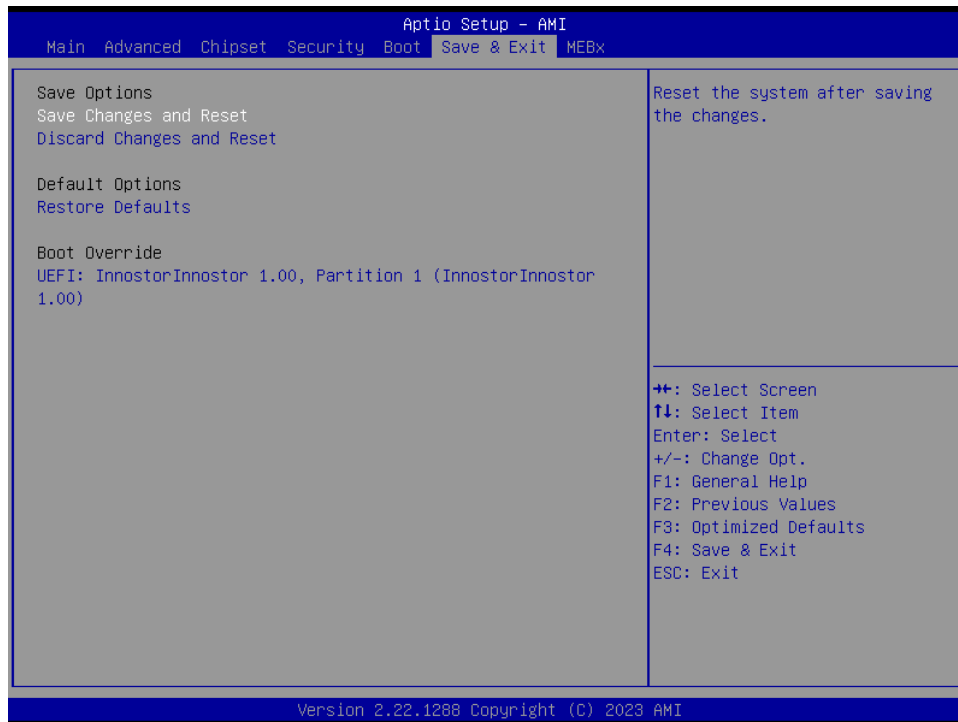 Aptio Setup – AMI
Main Advanced Chipset Security Boot Save & Exit MEBx
Save Options
Save Changes and Reset
Discard Changes and Reset
Default Options
Restore Defaults
Boot Override
UEFI: InnostorInnostor 1.00, Partition 1 (InnostorInnostor
1.00)
Reset the system after saving
the changes.
→←: Select Screen
↑↓: Select Item
Enter: Select
+/-: Change Opt.
F1: General Help
F2: Previous Values
F3: Optimized Defaults
F4: Save & Exit
ESC: Exit
Version 2.22.1288 Copyright (C) 2023 AMI